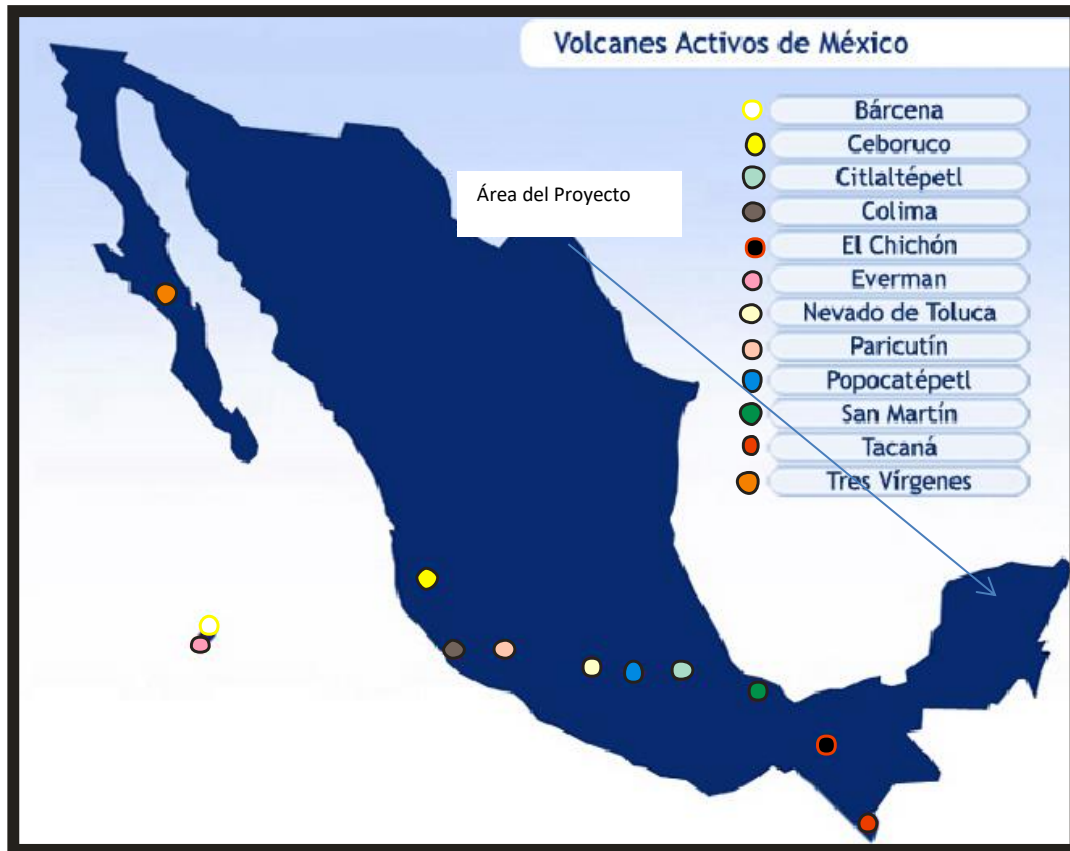 Volcanes Activos de México
Bárcena
Ceboruco
Citlaltépetl
Área del Proyecto
Colima
El Chichón
Everman
Nevado de Toluca
Paricutín
Popocatépetl
San Martín
Tacaná
Tres Vírgenes